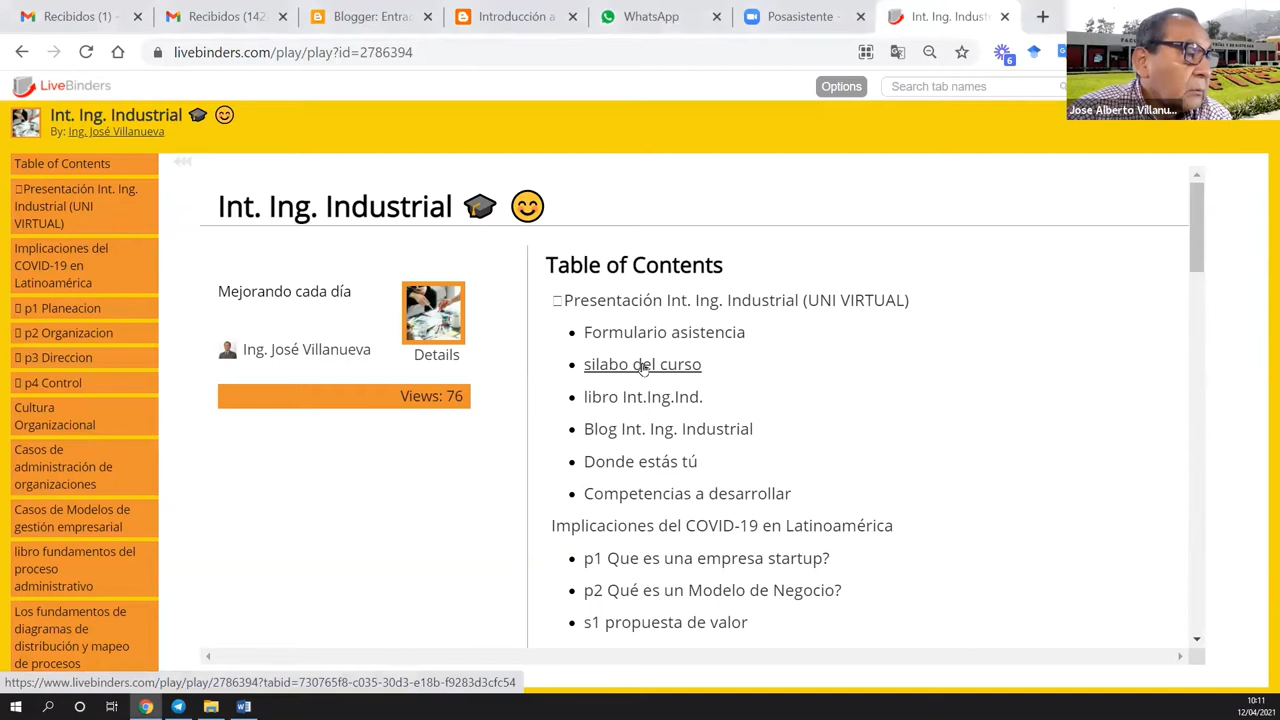 Recibidos (1)
Recibidos (142
Blogger: Entra
Introducción a
WhatsApp
Posasistente -
Int. Ing. Indust
livebinders.com/play/play?id=2786394
6
LiveBinders
Options
Search tab names
Jose Alberto Villanu...
Int. Ing. Industrial
By: Ing. José Villanueva
Table of Contents
Presentación Int. Ing.
Industrial (UNI
VIRTUAL)
Implicaciones del
COVID-19 en
Latinoamérica
p1 Planeacion
p2 Organizacion
p3 Direccion
p4 Control
Cultura
Organizacional
Casos de
administración de
organizaciones
Casos de Modelos de
gestión empresarial
libro fundamentos del
proceso
administrativo
Los fundamentos de
diagramas de
distribución y mapeo
de procesos
Int. Ing. Industrial
Mejorando cada día
Ing. José Villanueva
Details
Views: 76
Table of Contents
Presentación Int. Ing. Industrial (UNI VIRTUAL)
• Formulario asistencia
• silabo del curso
• libro Int.Ing.Ind.
• Blog Int. Ing. Industrial
• Donde estás tú
• Competencias a desarrollar
Implicaciones del COVID-19 en Latinoamérica
• p1 Que es una empresa startup?
• p2 Qué es un Modelo de Negocio?
• s1 propuesta de valor
https://www.livebinders.com/play/play/2786394?tabid=730765f8-c035-30d3-e18b-f9283d3cfc54
10:11
12/04/2021